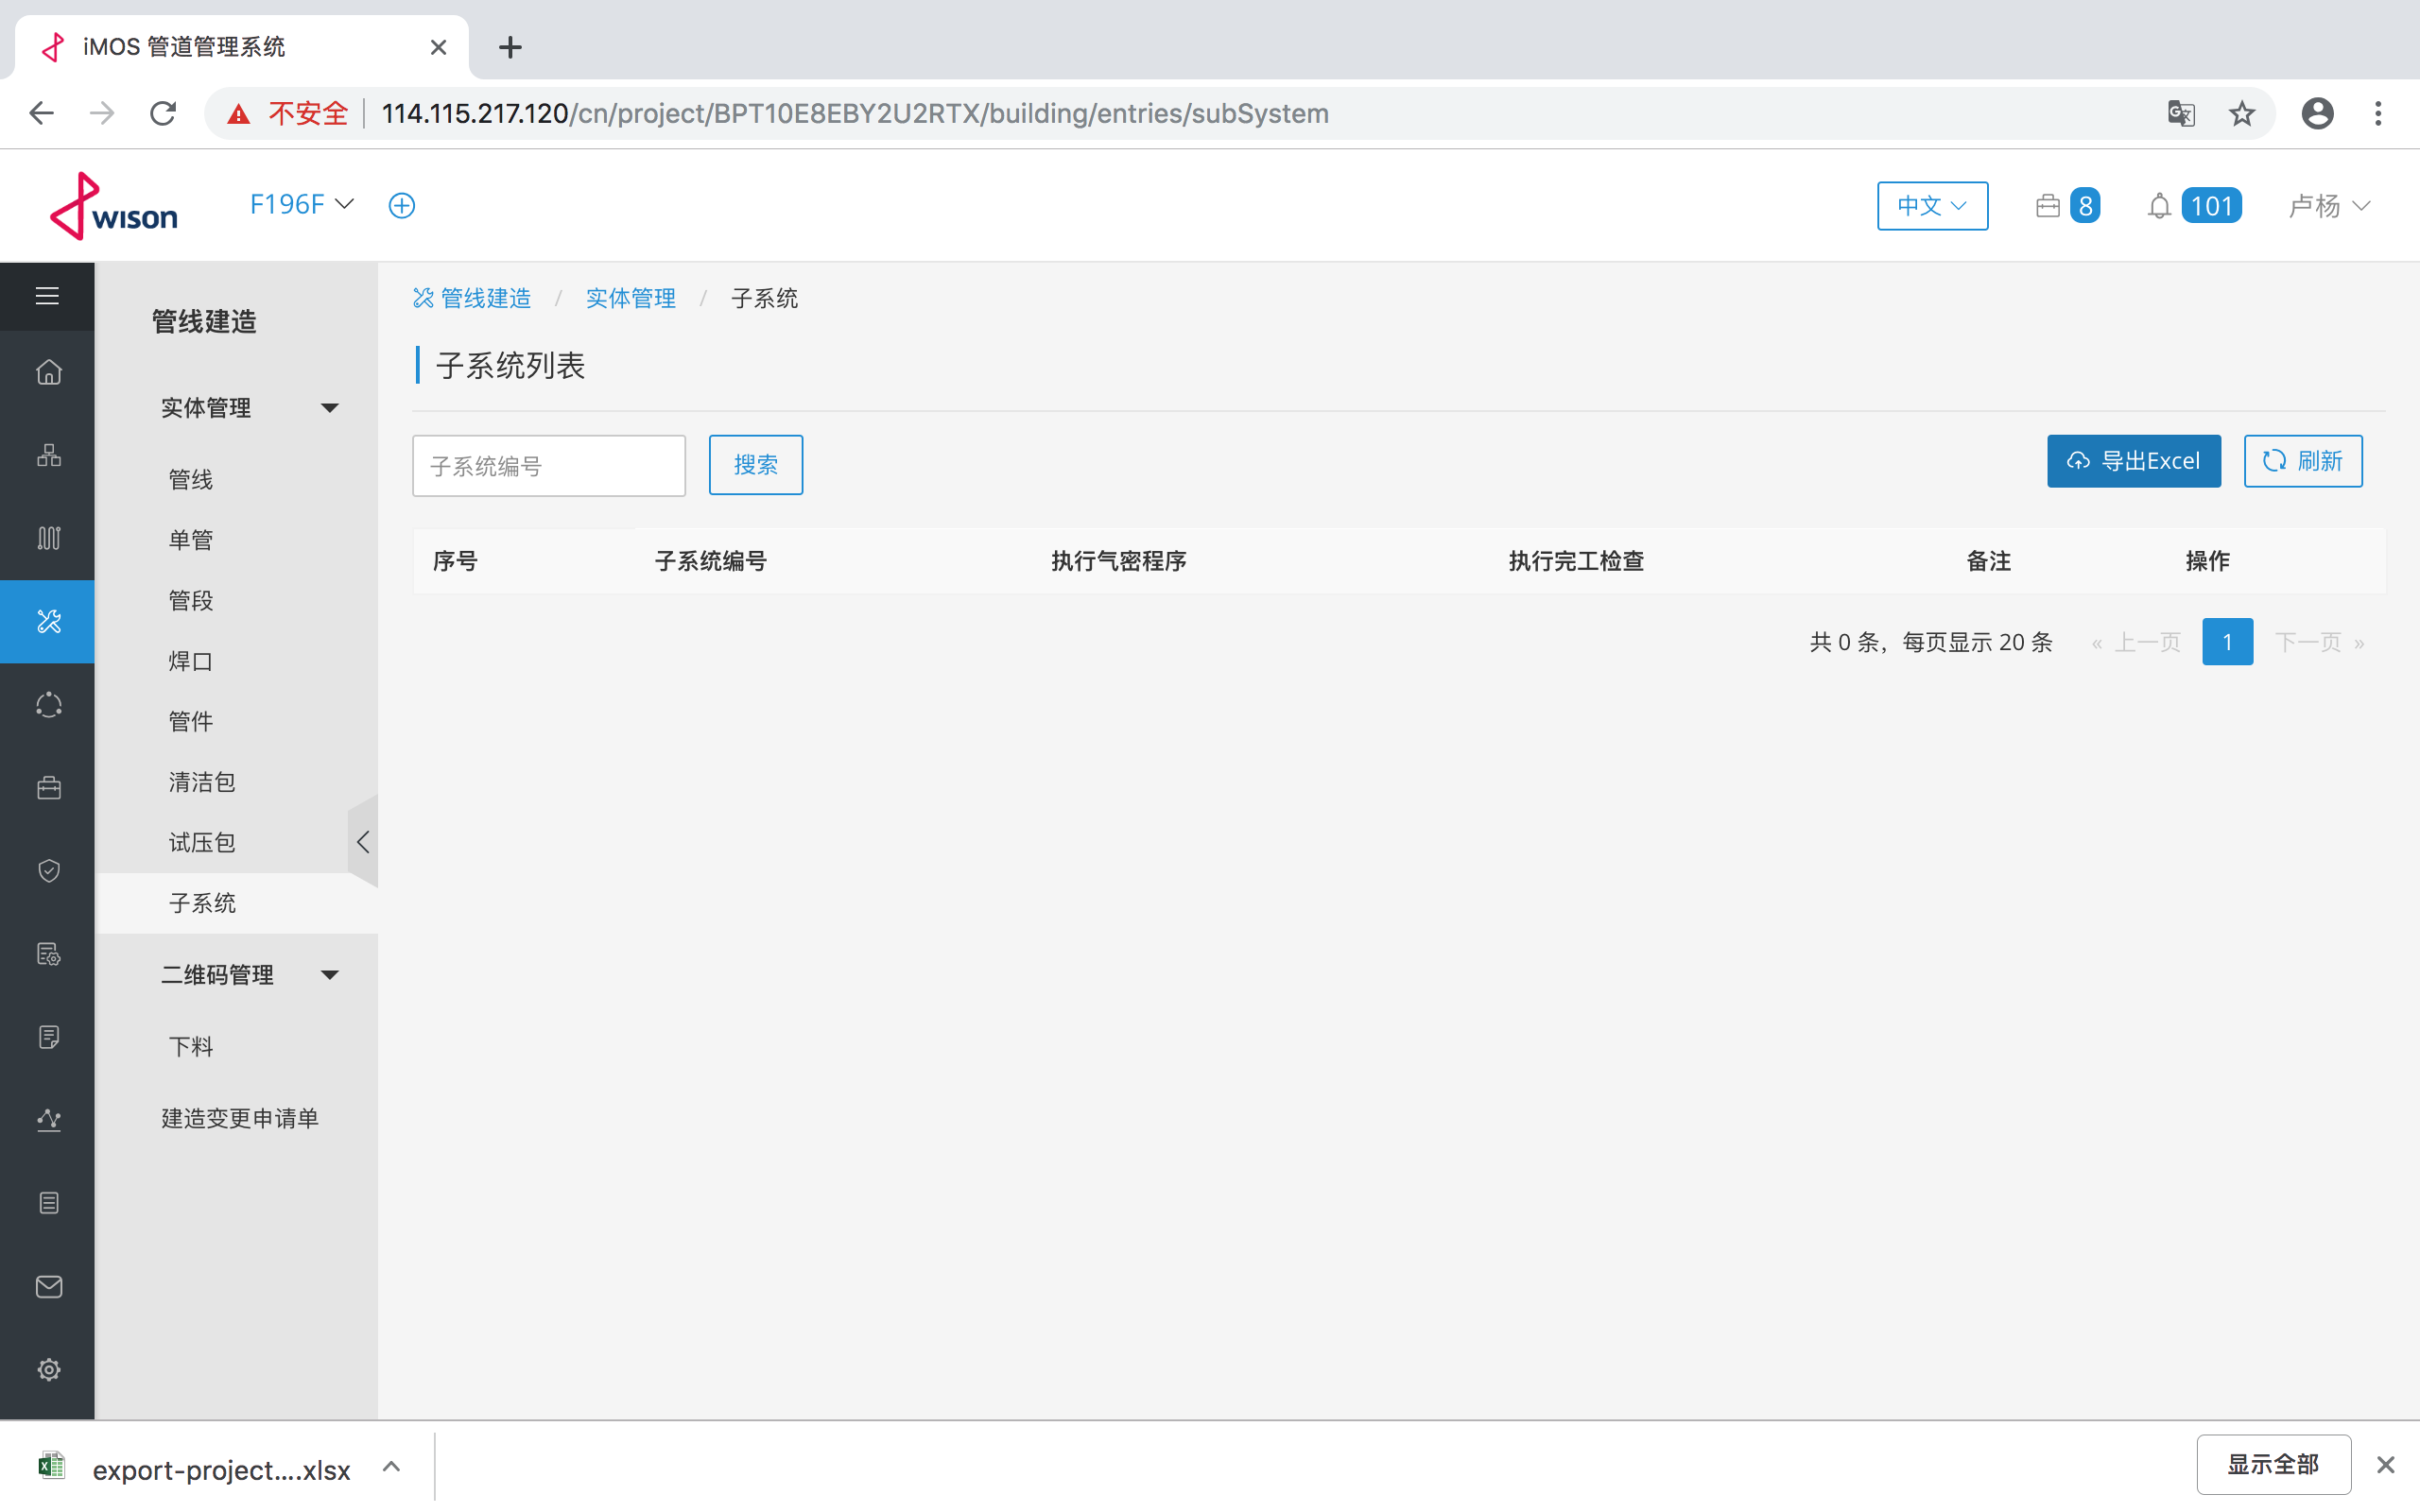 iMOS 管道管理系统
不安全 114.115.217.120/cn/project/BPT10E8EBY2U2RTX/building/entries/subSystem
wison F196F 中文 8 101 卢杨
管线建造
实体管理
管线
单管
管段
焊口
管件
清洁包
试压包
子系统
二维码管理
下料
建造变更申请单
管线建造 / 实体管理 / 子系统
子系统列表
子系统编号 搜索 导出Excel 刷新
序号 子系统编号 执行气密程序 执行完工检查 备注 操作
共 0 条，每页显示 20 条 « 上一页 1 下一页 »
export-project....xlsx 显示全部